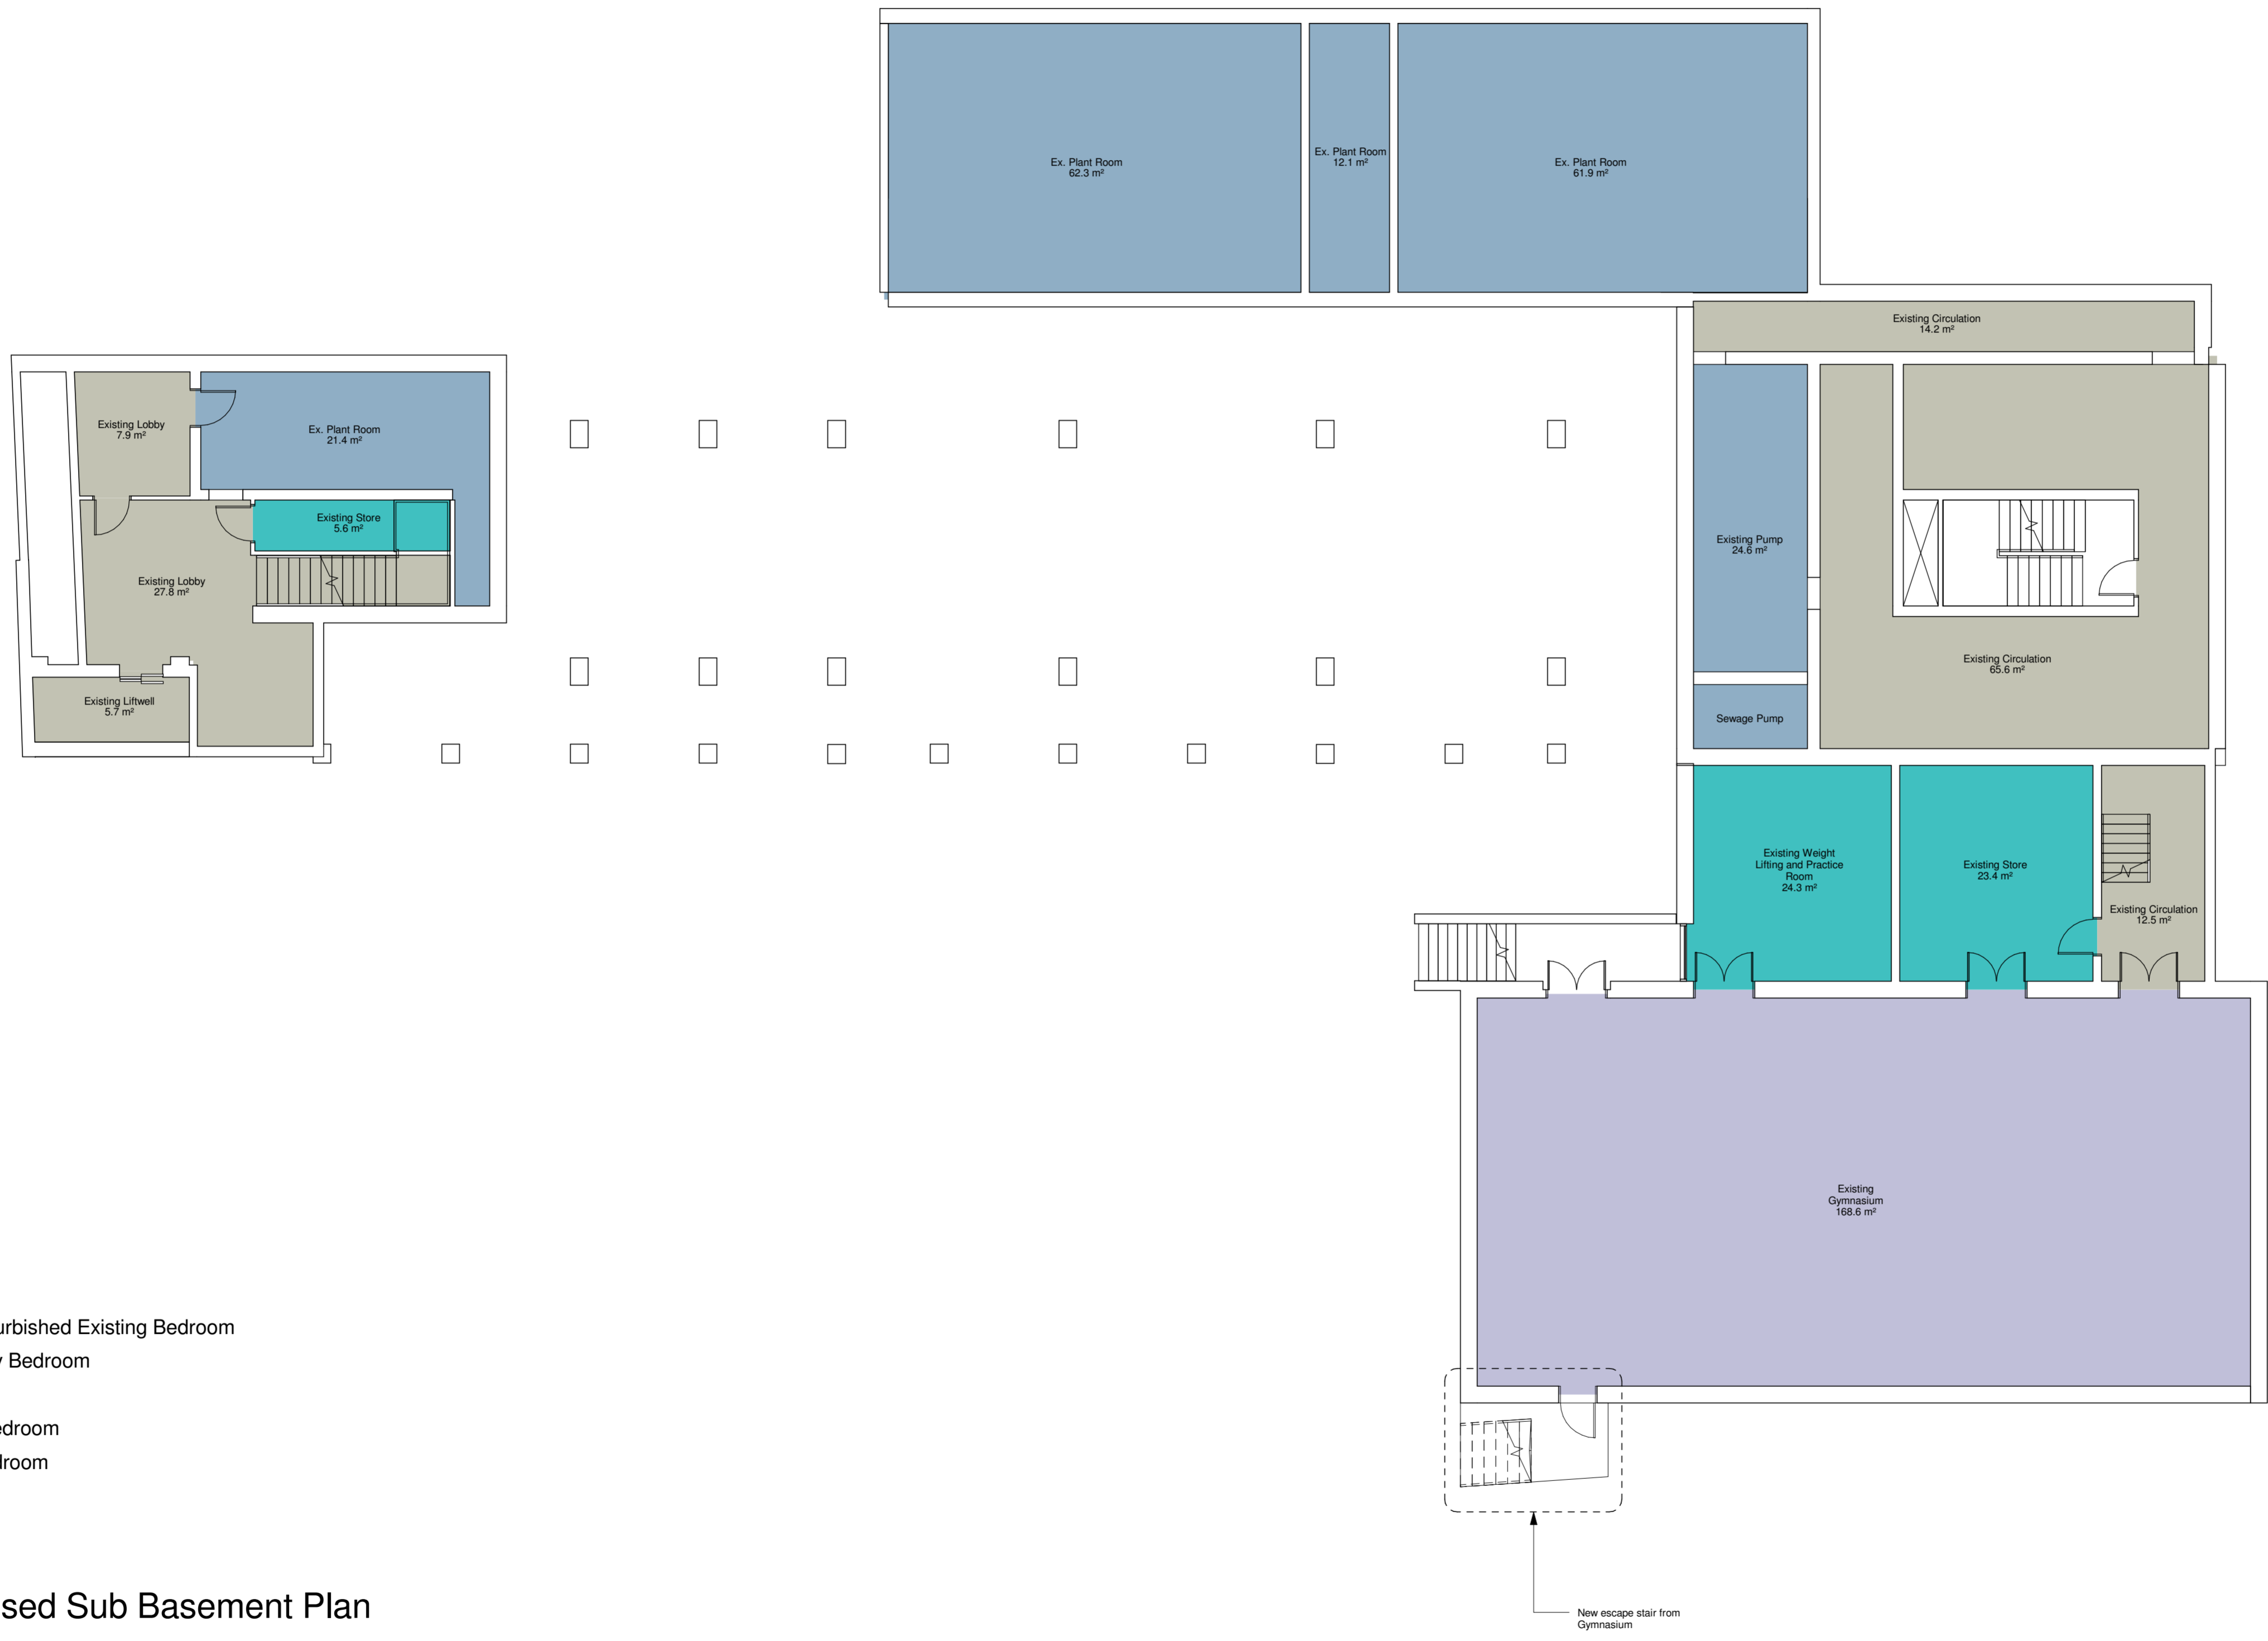 Ex. Plant Room
62.3 m²
Ex. Plant Room
12.1 m²
Ex. Plant Room
61.9 m²
Existing Circulation
14.2 m²
Existing Lobby
7.9 m²
Ex. Plant Room
21.4 m²
Existing Store
5.6 m²
Existing Lobby
27.8 m²
Existing Liftwell
5.7 m²
Existing Pump
24.6 m²
Existing Circulation
65.6 m²
Sewage Pump
Existing Weight
Lifting and Practice
Room
24.3 m²
Existing Store
23.4 m²
Existing Circulation
12.5 m²
Existing
Gymnasium
168.6 m²
urbished Existing Bedroom
Bedroom
edroom
droom
sed Sub Basement Plan
New escape stair from
Gymnasium